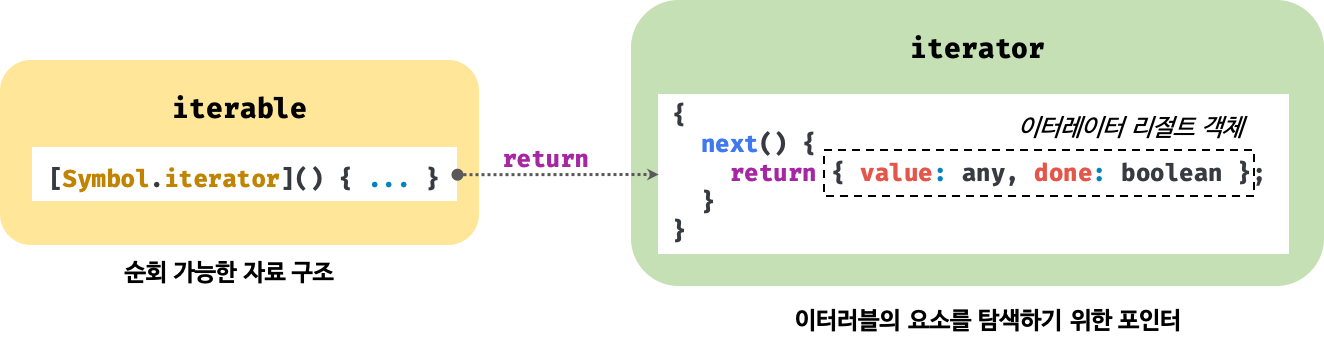 iterable
[Symbol.iterator]() { ... }
순회 가능한 자료 구조
return
iterator
이터레이터 리절트 객체
{
next() {
return { value: any, done: boolean };
}
}
이터러블의 요소를 탐색하기 위한 포인터